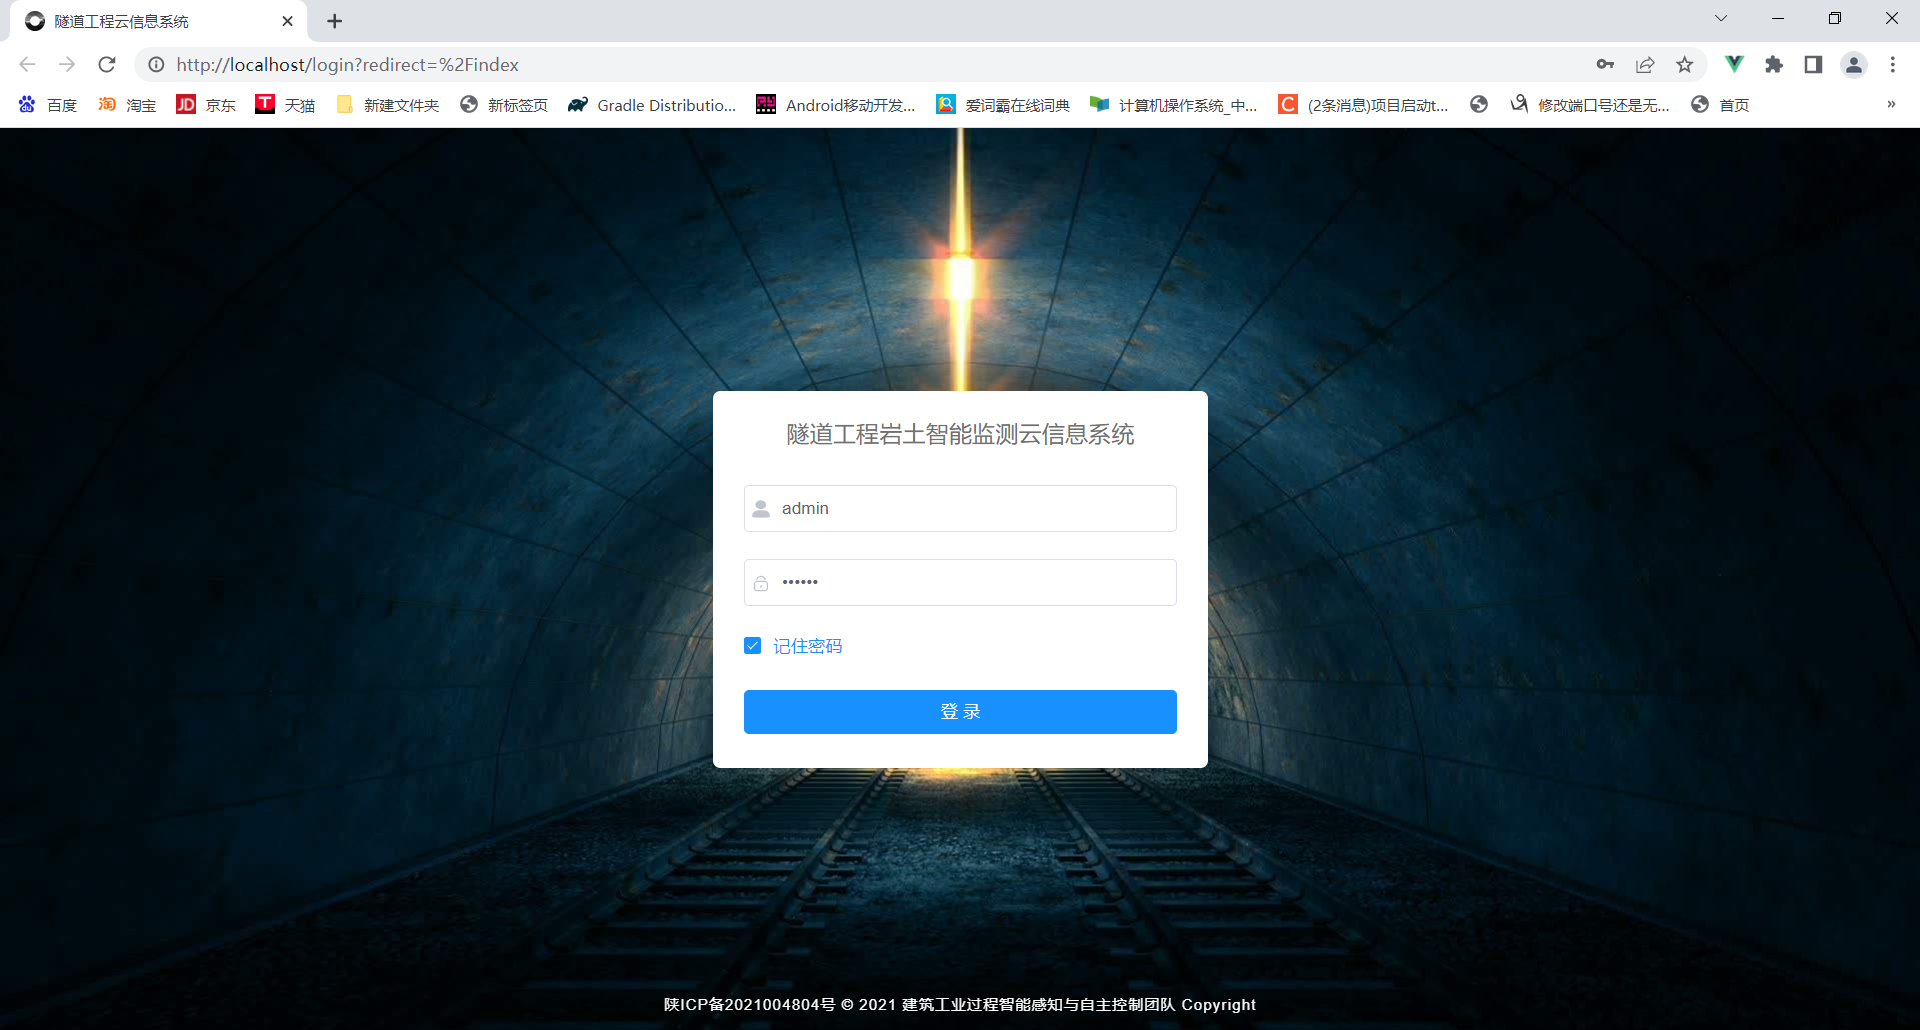 隧道工程云信息系统
http://localhost/login?redirect=%2Findex
百度 淘宝 JD 京东 T 天猫 新建文件夹 新标签页 Gradle Distributio... Android移动开发... 爱词霸在线词典 计算机操作系统_中... C (2条消息)项目启动t... 修改端口号还是无... 首页 »
隧道工程岩土智能监测云信息系统
admin
••••••
记住密码
登 录
陕ICP备2021004804号 © 2021 建筑工业过程智能感知与自主控制团队 Copyright